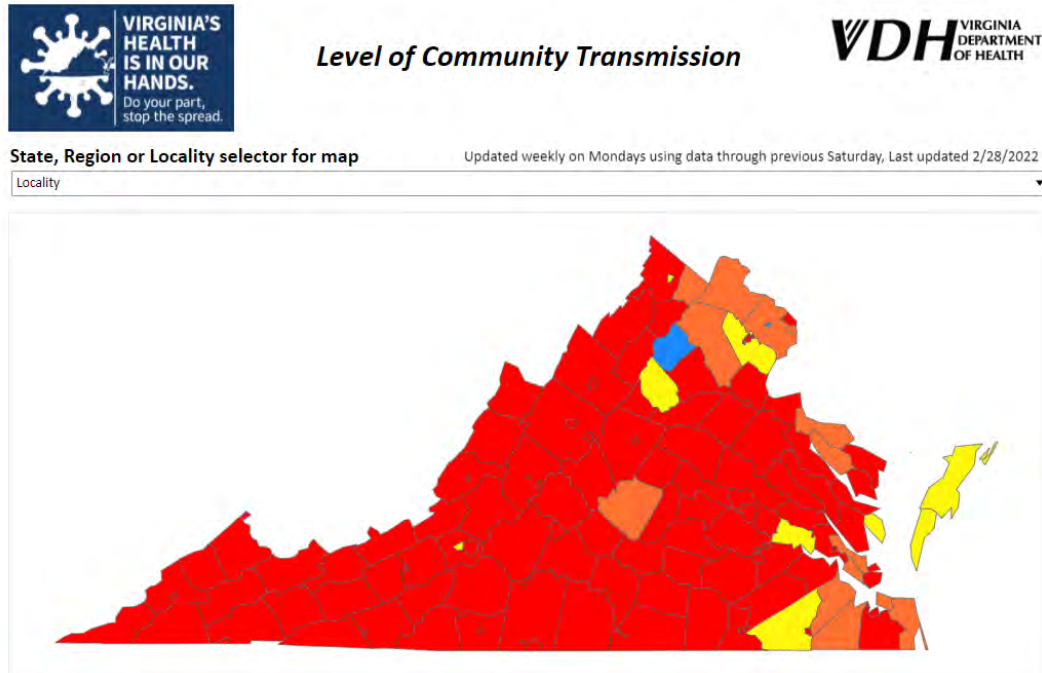 VIRGINIA'S
HEALTH
IS IN OUR
HANDS.
Do your part,
stop the spread.
Level of Community Transmission
VDH VIRGINIA
DEPARTMENT
OF HEALTH
State, Region or Locality selector for map
Updated weekly on Mondays using data through previous Saturday, Last updated 2/28/2022
Locality